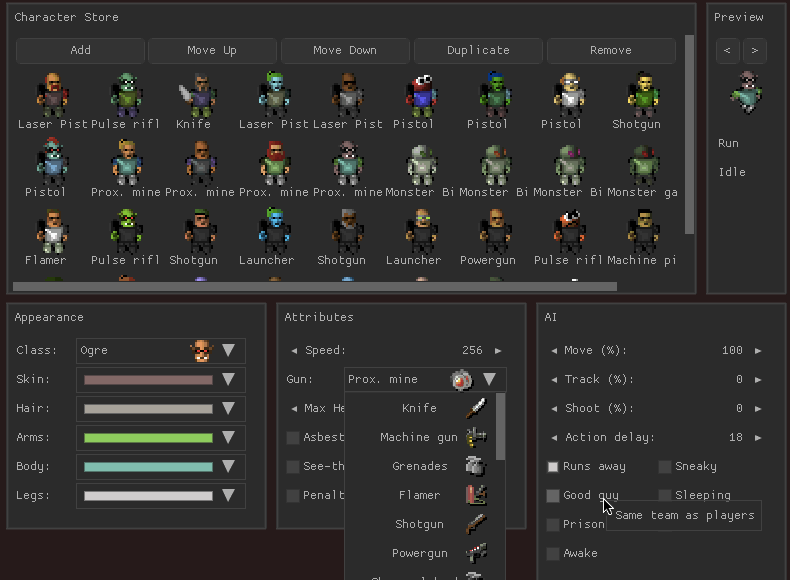 Character Store
Add Move Up Move Down Duplicate Remove
Laser Pist Pulse rifl Knife Laser Pist Laser Pist Pistol Pistol Pistol Shotgun
Pistol Prox. mine Prox. mine Prox. mine Prox. mine Monster Bi Monster Bi Monster Bi Monster ga
Flamer Pulse rifl Shotgun Launcher Shotgun Launcher Powergun Pulse rifl Machine pi
Preview
< >
Run
Idle
Appearance
Class: Ogre
Skin:
Hair:
Arms:
Body:
Legs:
Attributes
Speed: 256
Gun: Prox. mine
Max He
Asbest
See-th
Penalt
Knife
Machine gun
Grenades
Flamer
Shotgun
Powergun
AI
Move (%): 100
Track (%): 0
Shoot (%): 0
Action delay: 18
Runs away Sneaky
Good guy Sleeping
Prison
Same team as players
Awake